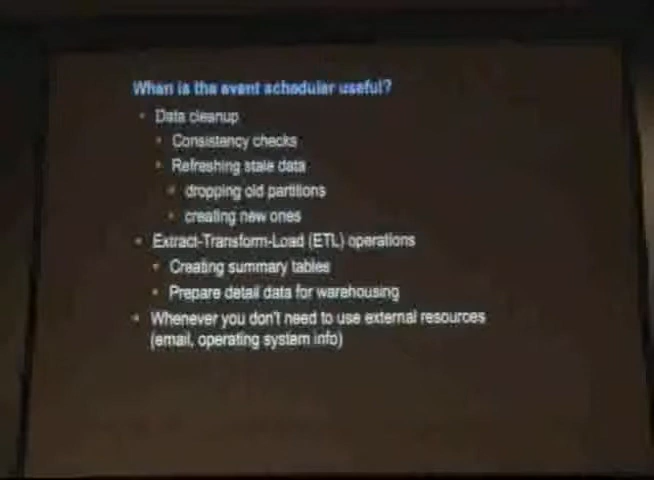 When is the event scheduler useful?
Data cleanup
Consistency checks
Refreshing stale data
dropping old partitions
creating new ones
Extract-Transform-Load (ETL) operations
Creating summary tables
Prepare detail data for warehousing
Whenever you don't need to use external resources
(email, operating system info)